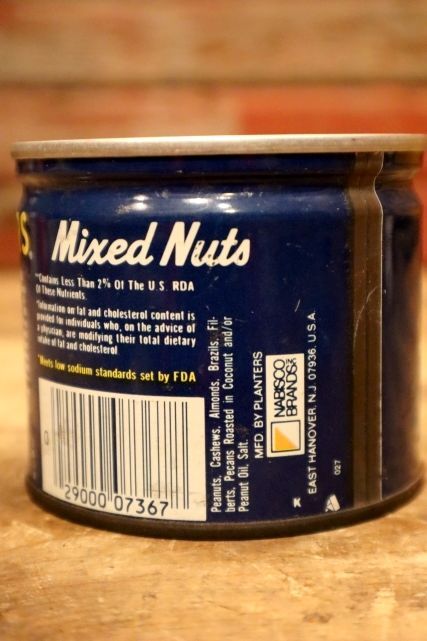 'S
Mixed Nuts
**Contains Less Than 2% Of The U.S. RDA
Of These Nutrients.
*Information on fat and cholesterol content is
provided for individuals who, on the advice of
a physician, are modifying their total dietary
intake of fat and cholesterol
*Meets low sodium standards set by FDA
0
29000 07367
Peanuts, Cashews, Almonds, Brazils, Fil-
berts, Pecans Roasted in Coconut and/or
Peanut Oil, Salt.
MFD. BY PLANTERS
NABISCO
BRANDS
EAST HANOVER, NJ 07936 U.S.A.
K
027